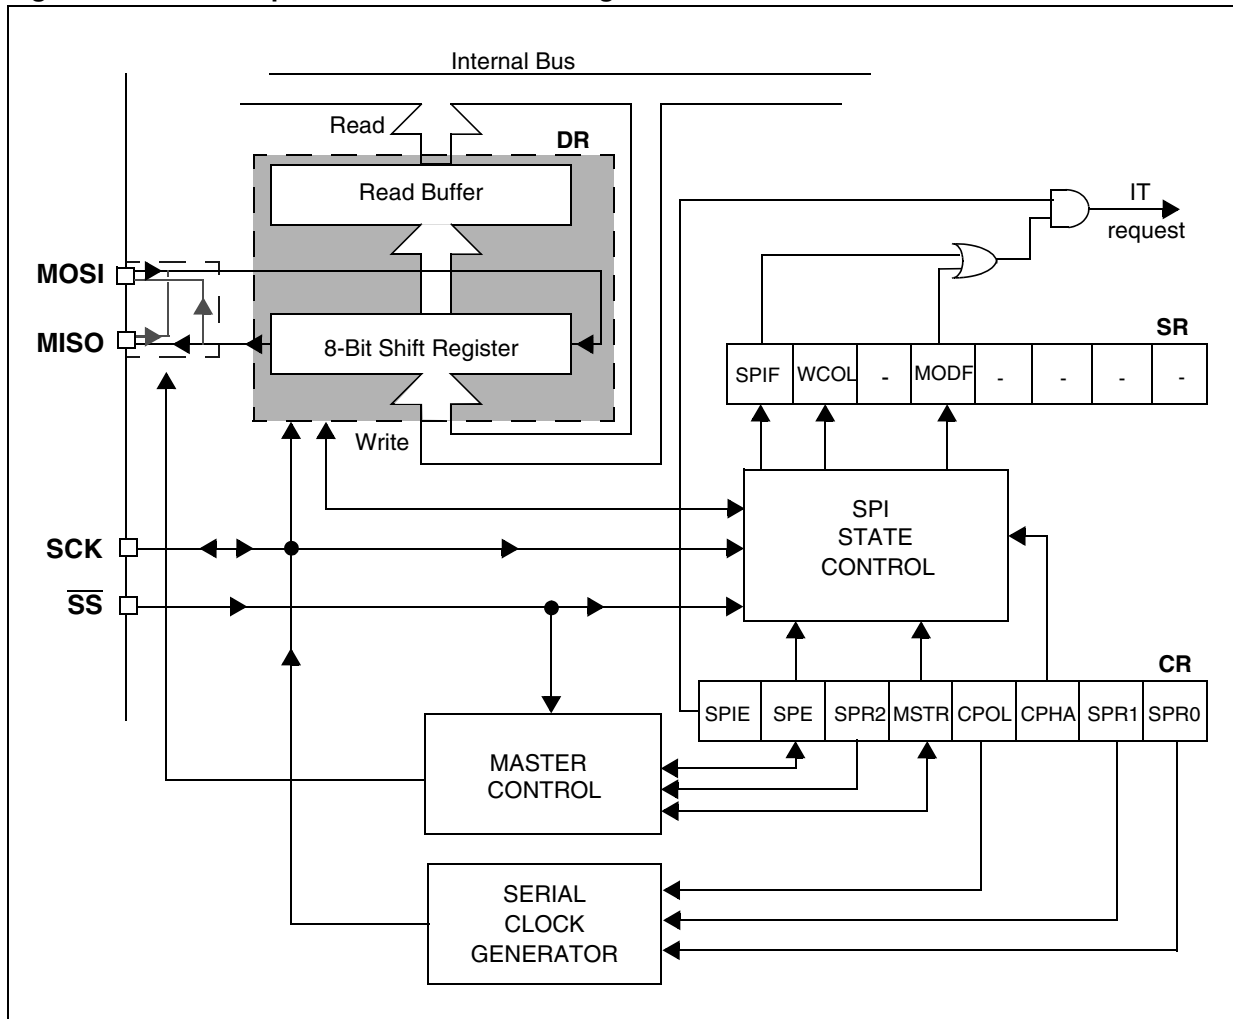 Internal Bus
Read
DR
Read Buffer
IT
request
MOSI
MISO
8-Bit Shift Register
SR
SPIF WCOL - MODF - - - -
Write
SPI
STATE
CONTROL
SCK
SS
CR
SPIE SPE SPR2 MSTR CPOL CPHA SPR1 SPR0
MASTER
CONTROL
SERIAL
CLOCK
GENERATOR